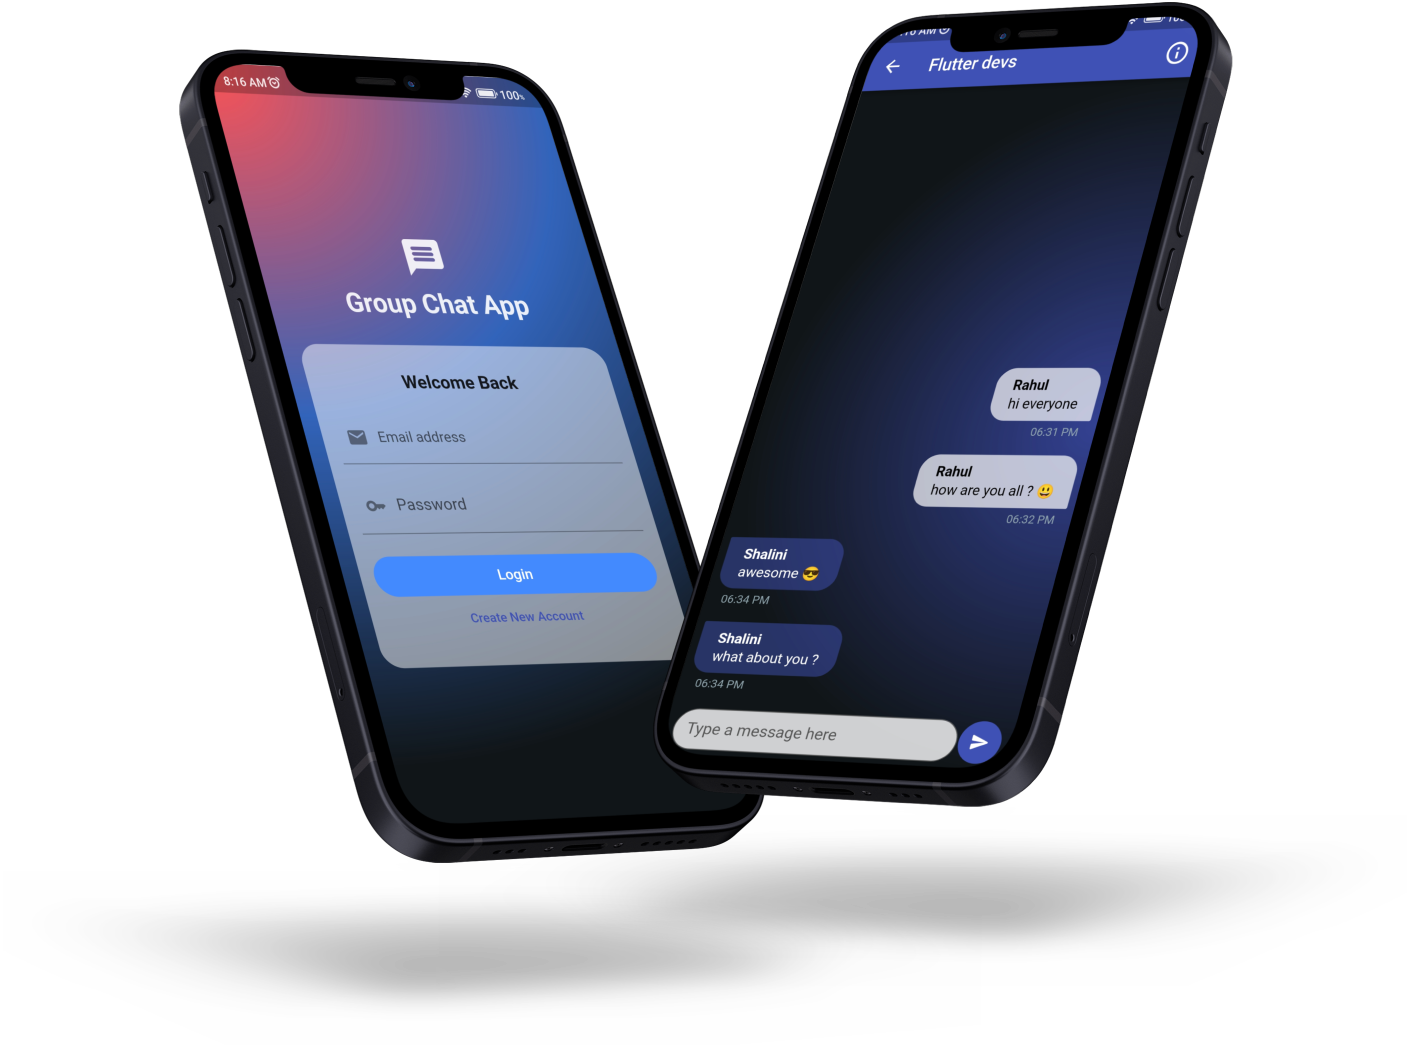 8:16 AM
100%
Group Chat App
Welcome Back
Email address
Password
Login
Create New Account
Flutter devs
Rahul
hi everyone
06:31 PM
Rahul
how are you all ? 😃
06:32 PM
Shalini
awesome 😎
06:34 PM
Shalini
what about you ?
06:34 PM
Type a message here